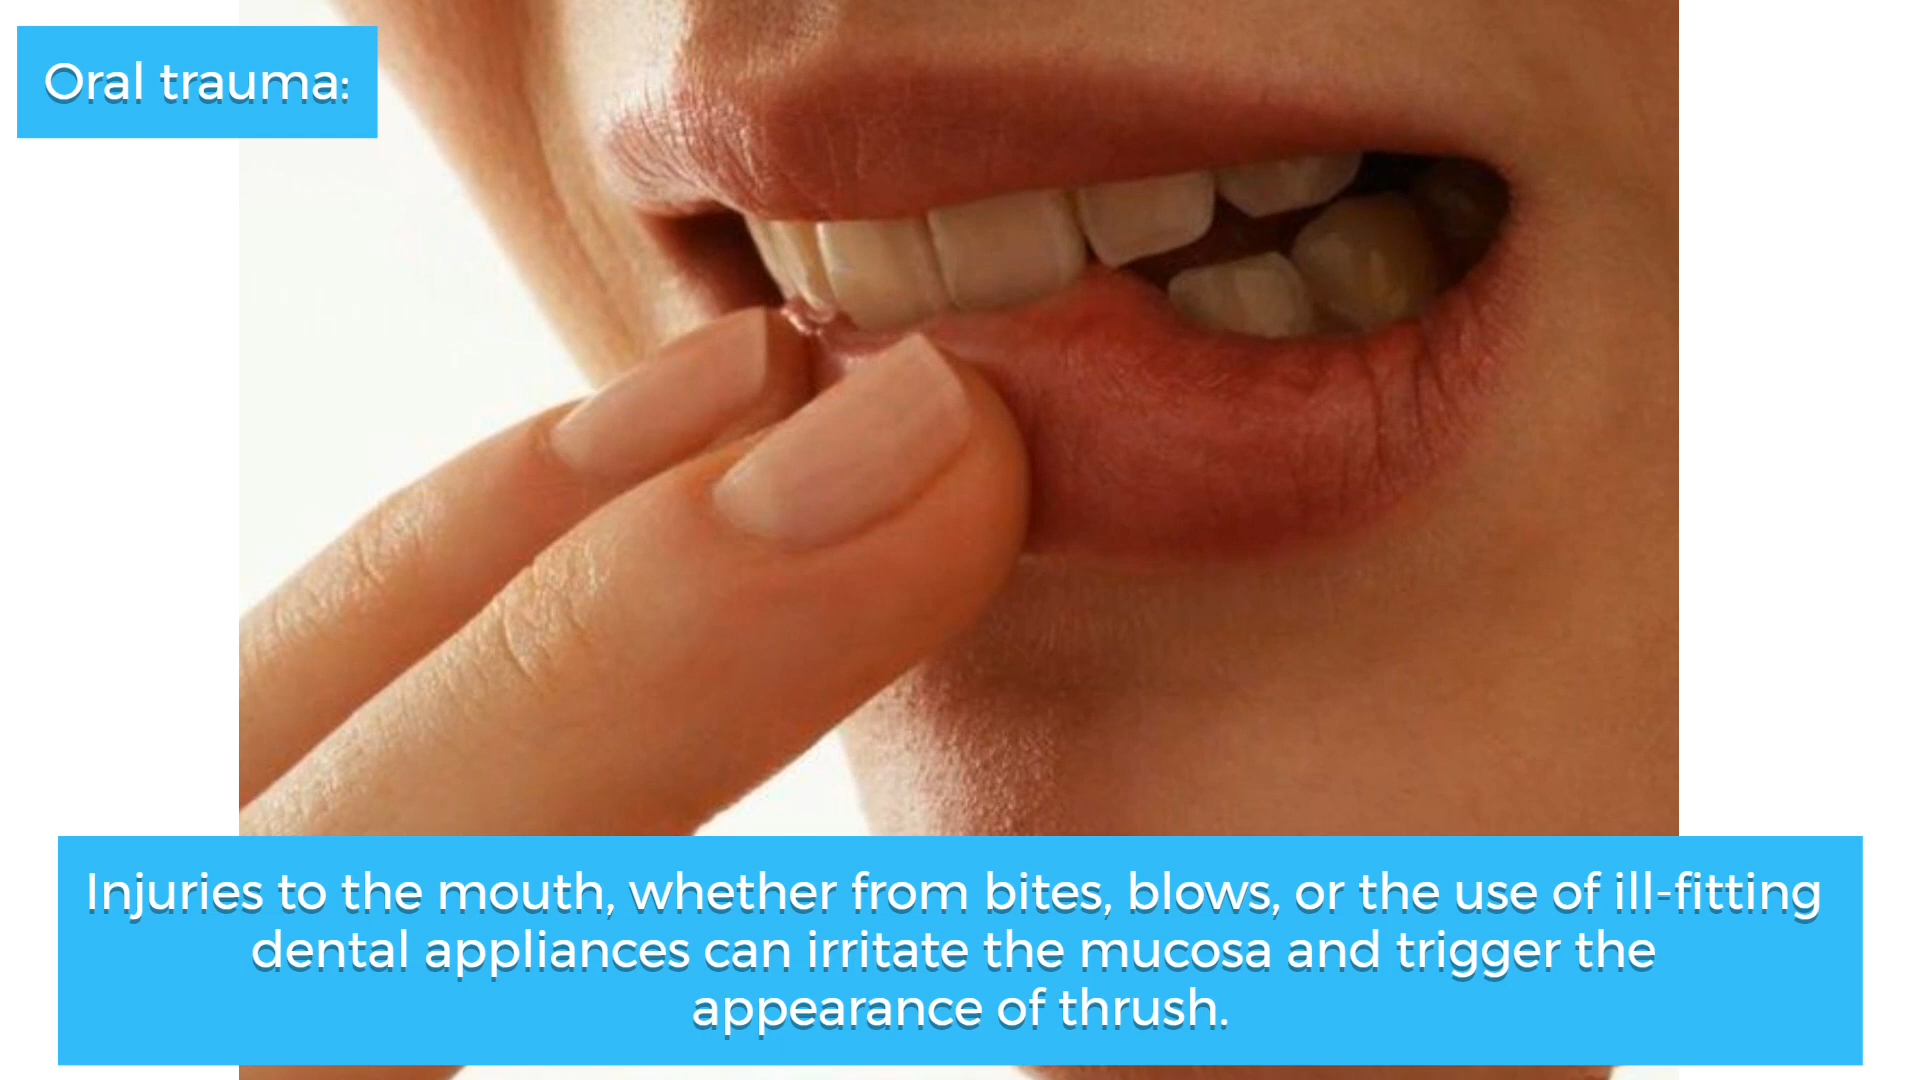 Oral trauma:
Injuries to the mouth, whether from bites, blows, or the use of ill-fitting
dental appliances can irritate the mucosa and trigger the
appearance of thrush.